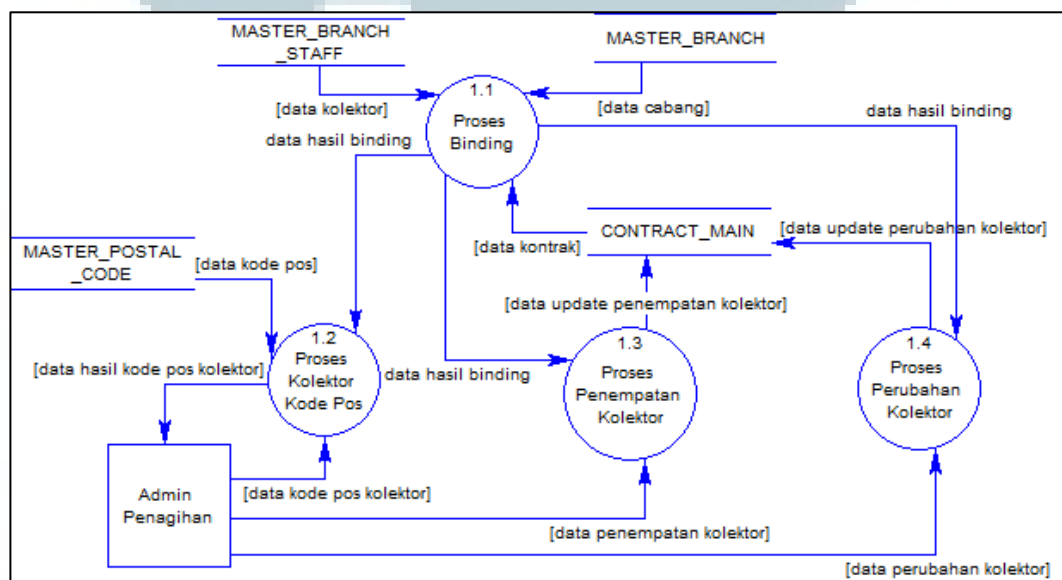 MASTER_BRANCH
_STAFF
MASTER_BRANCH
[data kolektor]
[data cabang]
1.1
Proses
Binding
data hasil binding
data hasil binding
MASTER_POSTAL
_CODE
[data kode pos]
[data kontrak]
CONTRACT_MAIN
[data update perubahan kolektor]
[data update penempatan kolektor]
1.2
Proses
Kolektor
Kode Pos
[data hasil kode pos kolektor]
data hasil binding
1.3
Proses
Penempatan
Kolektor
1.4
Proses
Perubahan
Kolektor
Admin
Penagihan
[data kode pos kolektor]
[data penempatan kolektor]
[data perubahan kolektor]